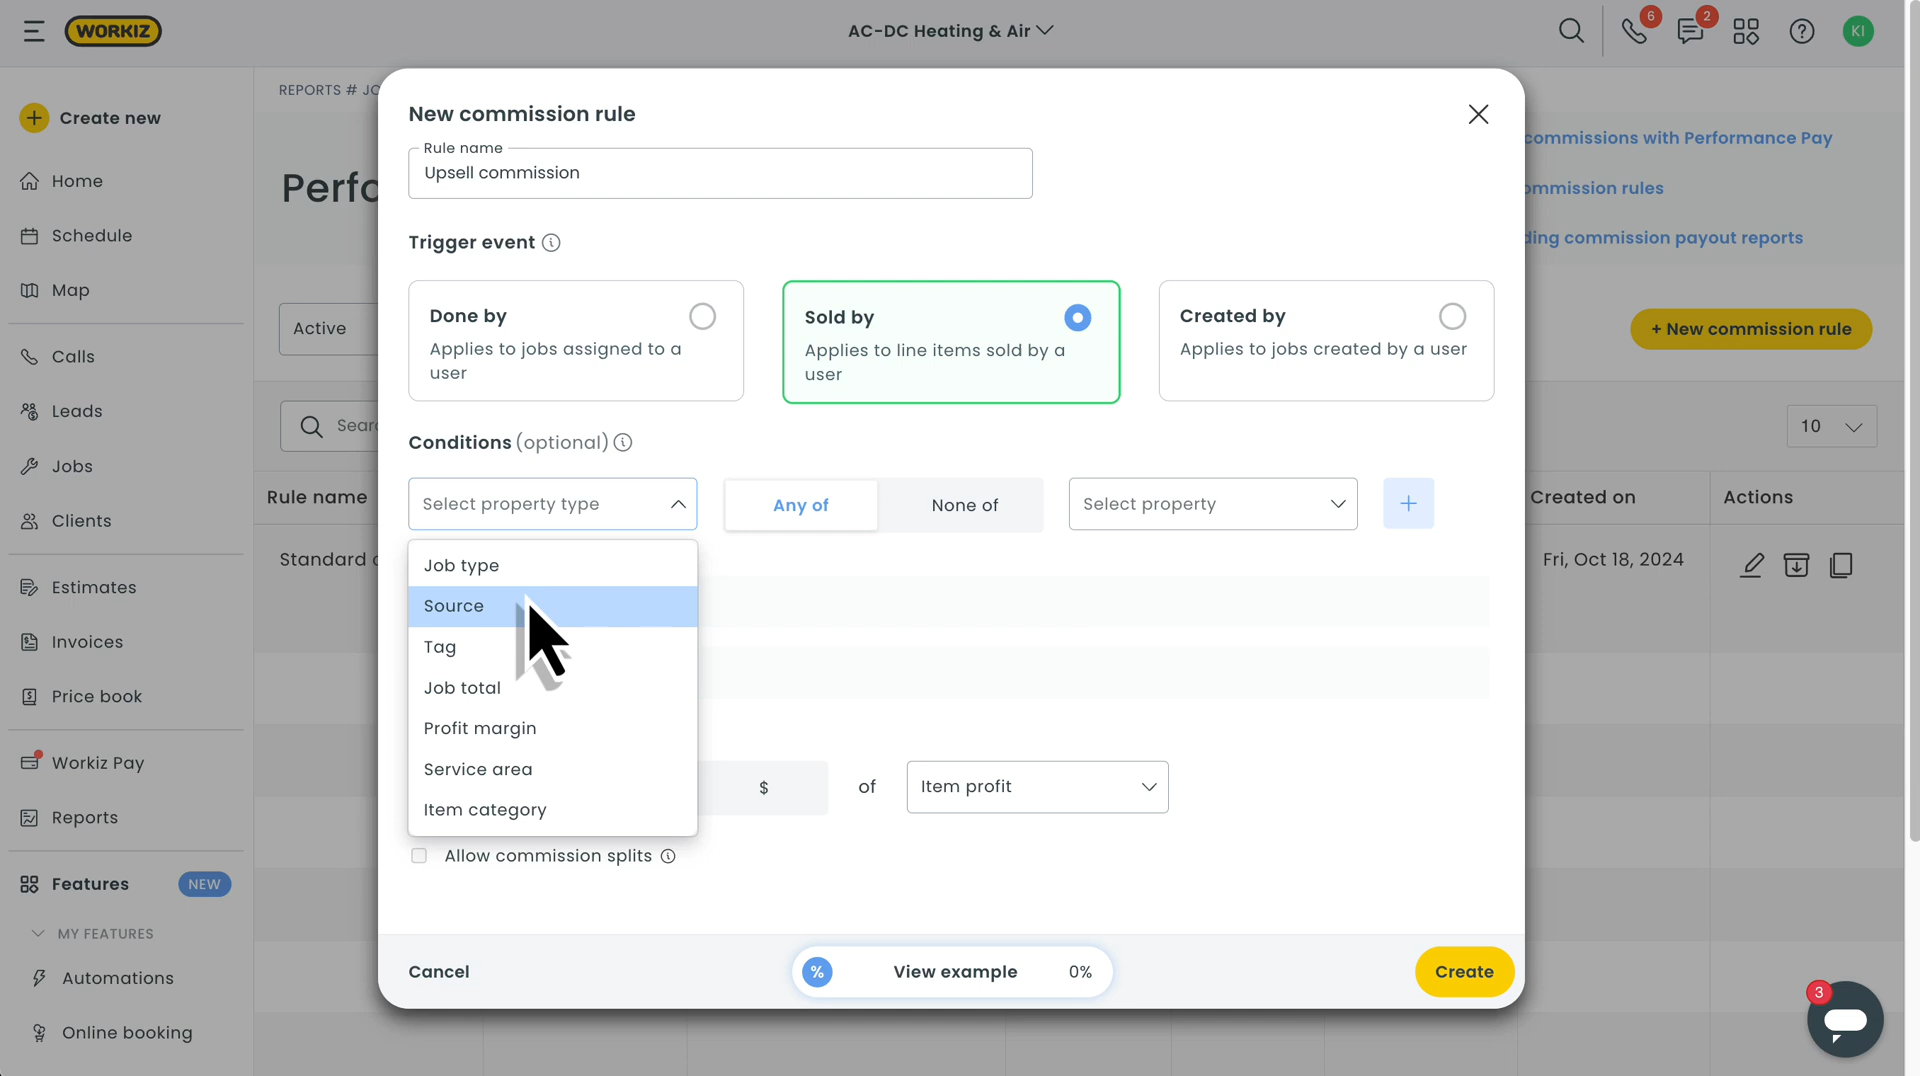 WORKIZ
AC-DC Heating & Air
6
2
KI
Create new
Home
Schedule
Map
Calls
Leads
Jobs
Clients
Estimates
Invoices
Price book
Workiz Pay
Reports
Features
NEW
MY FEATURES
Automations
Online booking
REPORTS # JO
Perfo
commissions with Performance Pay
ommission rules
ding commission payout reports
Active
+ New commission rule
Searc
10
Rule name
Created on
Actions
Standard c
Fri, Oct 18, 2024
New commission rule
Rule name
Upsell commission
Trigger event
Done by
Applies to jobs assigned to a
user
Sold by
Applies to line items sold by a
user
Created by
Applies to jobs created by a user
Conditions (optional)
Select property type
Any of
None of
Select property
+
Job type
Source
Tag
Job total
Profit margin
Service area
Item category
$
of
Item profit
Allow commission splits
Cancel
%
View example
0%
Create
3